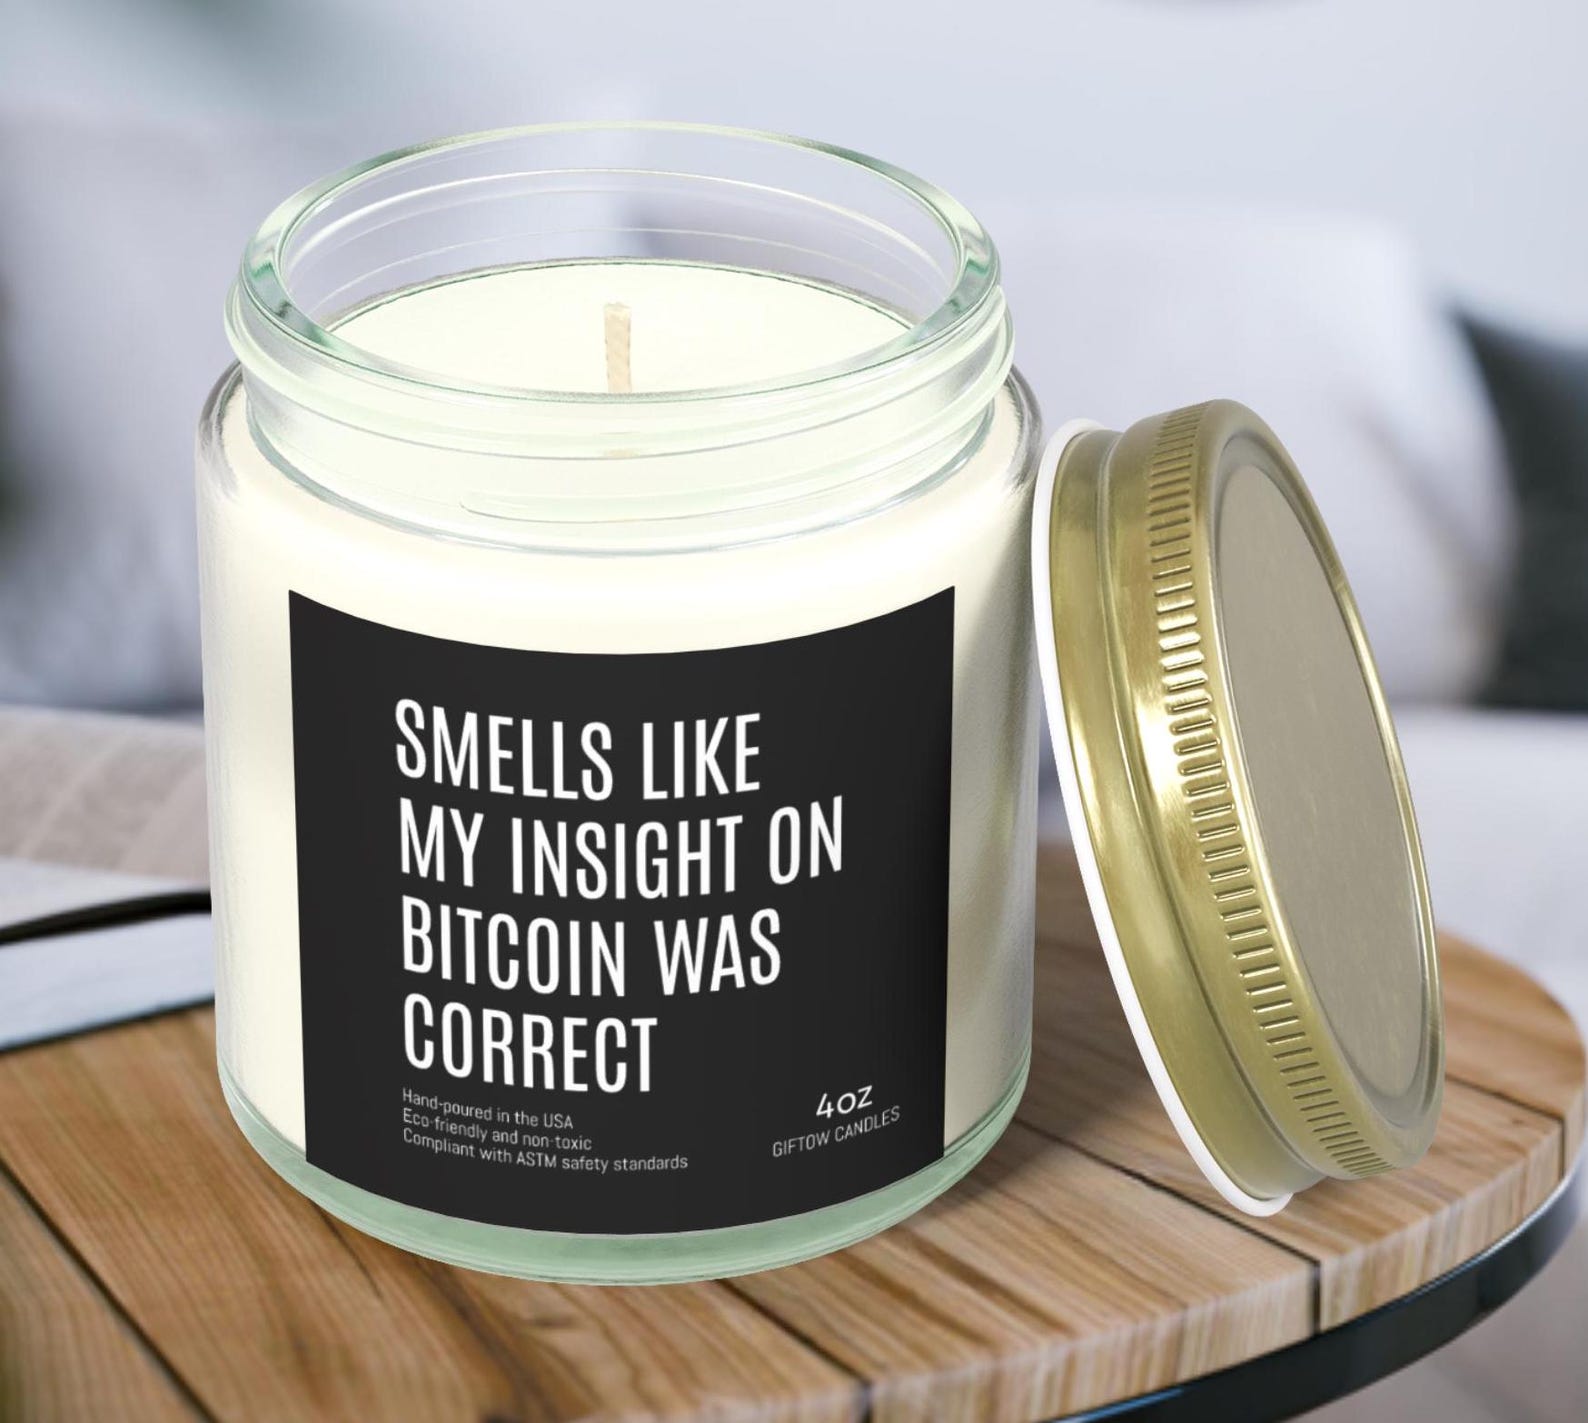 SMELLS LIKE
MY INSIGHT ON
BITCOIN WAS
CORRECT
Hand-poured in the USA
Eco-friendly and non-toxic
Compliant with ASTM safety standards
4OZ
GIFTOW CANDLES